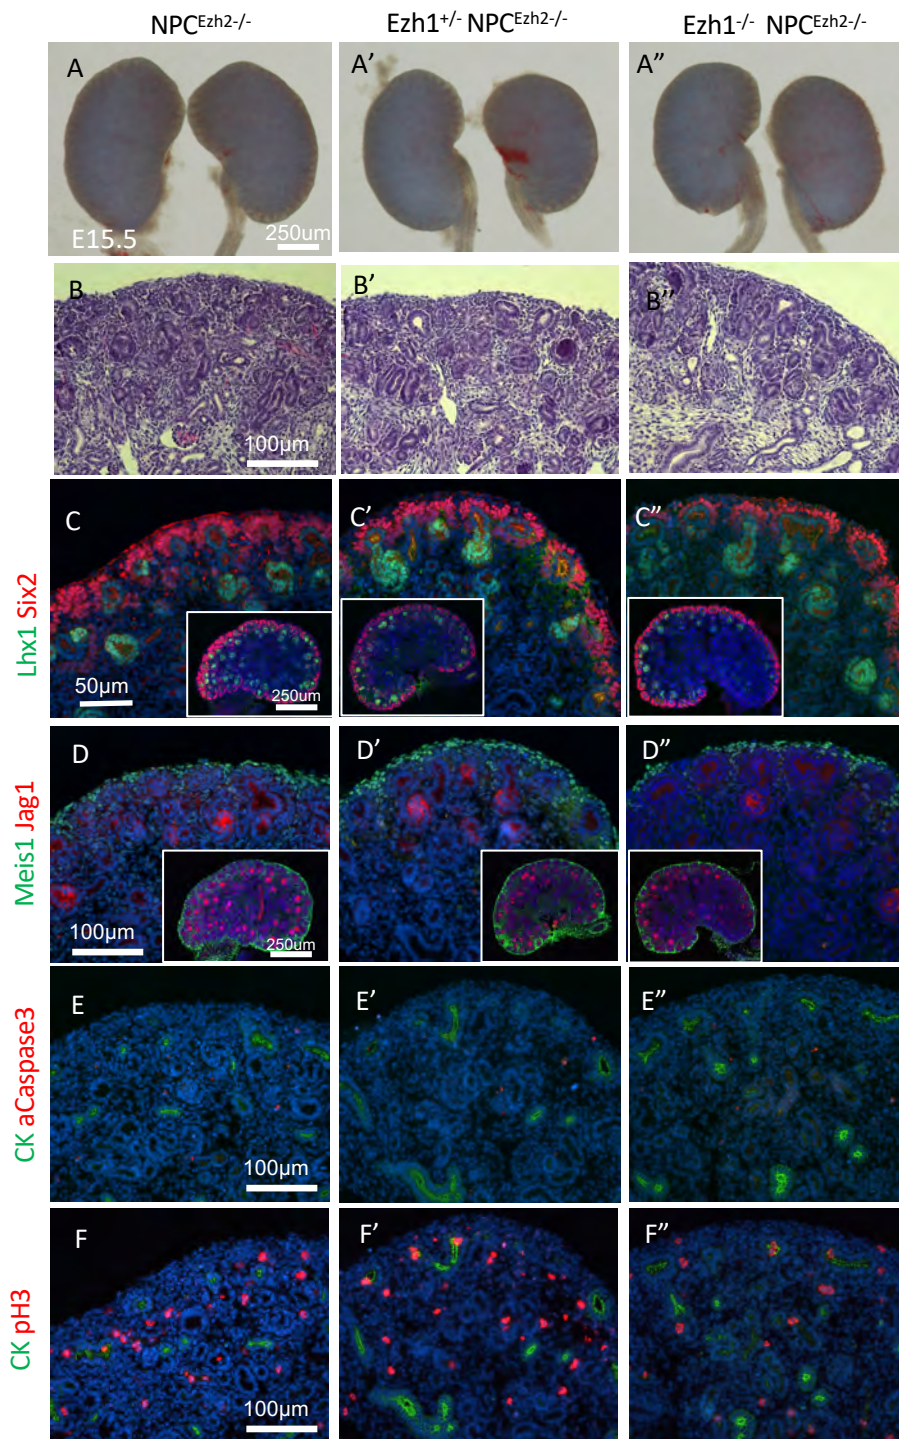 NPCEzh2-/- Ezh1+/- NPCEzh2-/- Ezh1-/- NPCEzh2-/-
A A' A"
E15.5 250um
B B' B"
100μm
Lhx1 Six2
C C' C"
50μm 250um
Meis1 Jag1
D D' D"
100μm 250um
CK aCaspase3
E E' E"
100μm
CK pH3
F F' F"
100μm